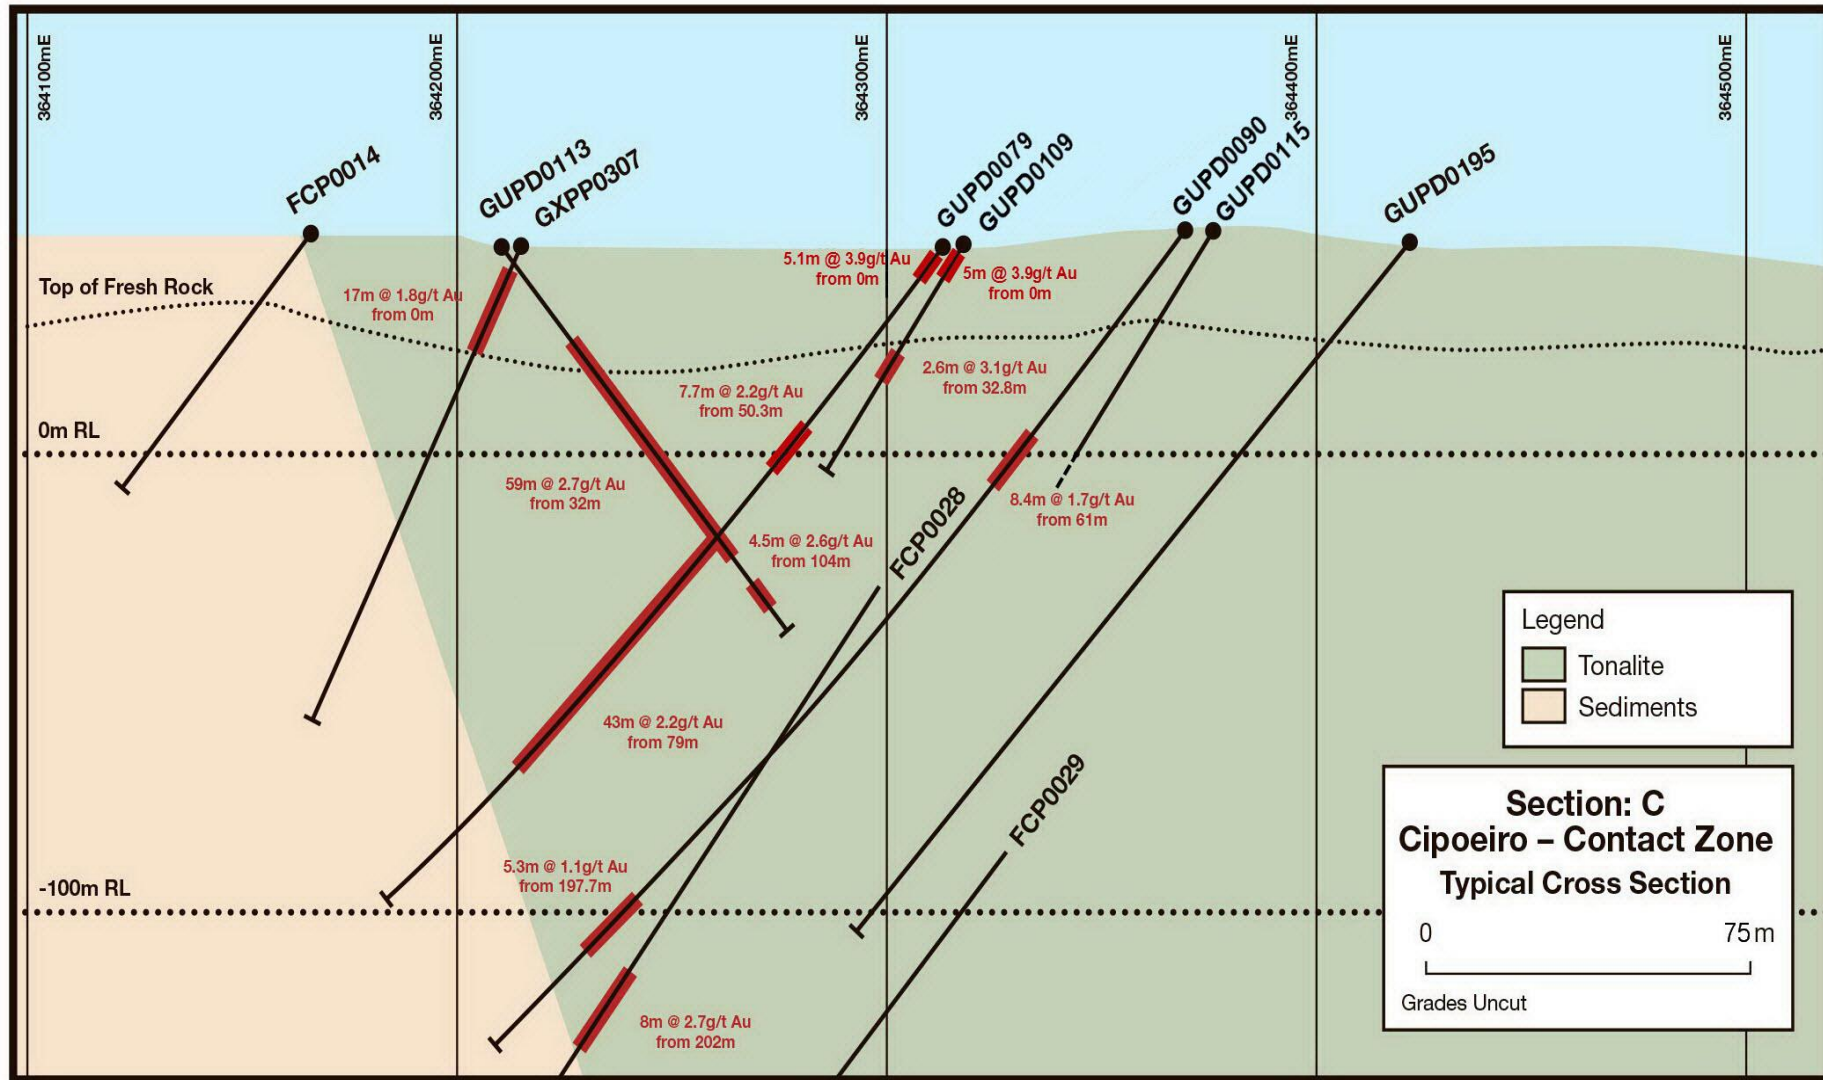 364100mE
364200mE
364300mE
364400mE
364500mE
FCP0014
GUPD0113
GXPP0307
GUPD0079
GUPD0109
GUPD0090
GUPD0115
GUPD0195
Top of Fresh Rock
17m @ 1.8g/t Au
from 0m
5.1m @ 3.9g/t Au
from 0m
5m @ 3.9g/t Au
from 0m
7.7m @ 2.2g/t Au
from 50.3m
2.6m @ 3.1g/t Au
from 32.8m
0m RL
59m @ 2.7g/t Au
from 32m
4.5m @ 2.6g/t Au
from 104m
FCP0028
8.4m @ 1.7g/t Au
from 61m
43m @ 2.2g/t Au
from 79m
FCP0029
5.3m @ 1.1g/t Au
from 197.7m
-100m RL
8m @ 2.7g/t Au
from 202m
Legend
Tonalite
Sediments
Section: C
Cipoeiro – Contact Zone
Typical Cross Section
0 75m
Grades Uncut